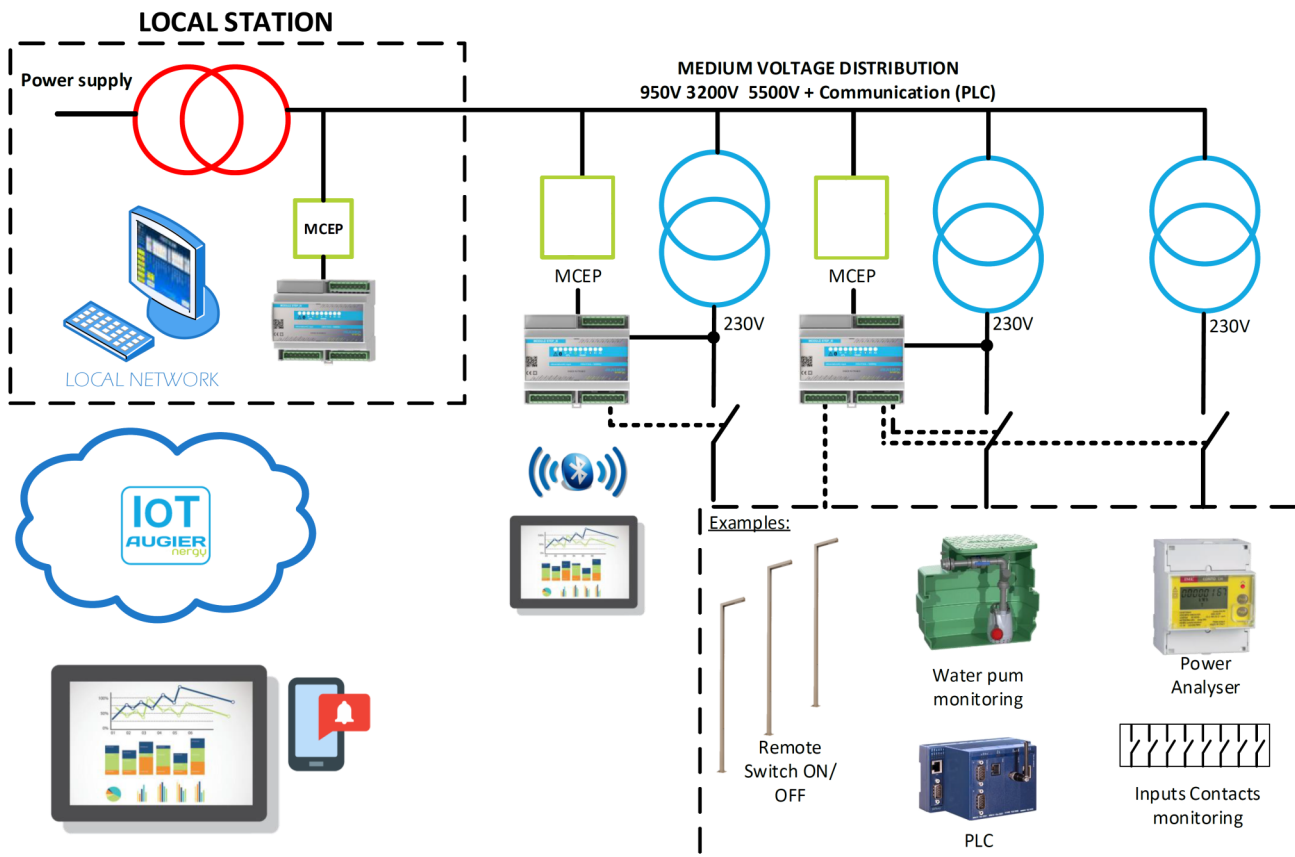 LOCAL STATION
Power supply
MEDIUM VOLTAGE DISTRIBUTION
950V 3200V 5500V + Communication (PLC)
MCEP
MCEP
MCEP
230V
230V
230V
LOCAL NETWORK
IOT
AUGIER
nergy
Examples:
Remote
Switch ON/
OFF
Water pum
monitoring
Power
Analyser
PLC
Inputs Contacts
monitoring